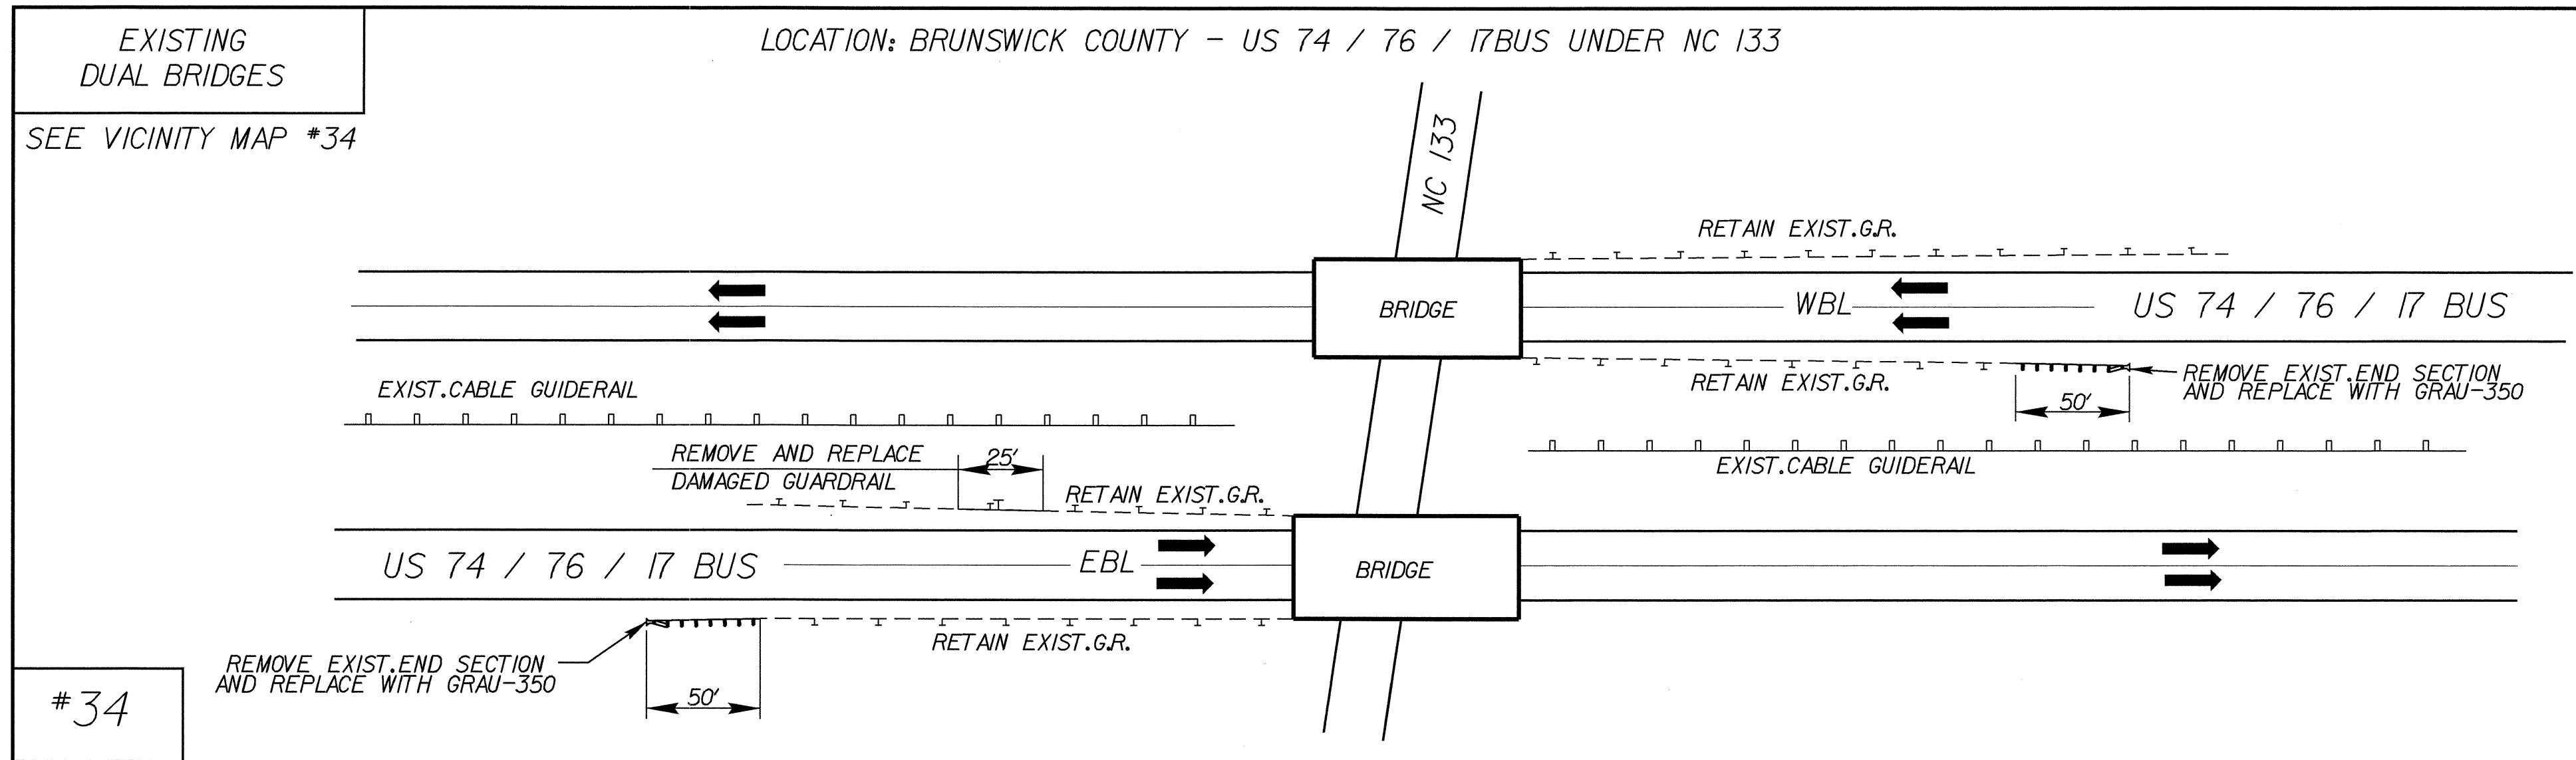 EXISTING
DUAL BRIDGES
LOCATION: BRUNSWICK COUNTY - US 74 / 76 / 17BUS UNDER NC 133
SEE VICINITY MAP #34
NC 133
RETAIN EXIST.G.R.
BRIDGE
WBL
US 74 / 76 / 17 BUS
EXIST.CABLE GUIDERAIL
RETAIN EXIST.G.R.
REMOVE EXIST.END SECTION
AND REPLACE WITH GRAU-350
50'
REMOVE AND REPLACE
DAMAGED GUARDRAIL
25'
RETAIN EXIST.G.R.
EXIST.CABLE GUIDERAIL
US 74 / 76 / 17 BUS
EBL
BRIDGE
RETAIN EXIST.G.R.
REMOVE EXIST.END SECTION
AND REPLACE WITH GRAU-350
50'
#34